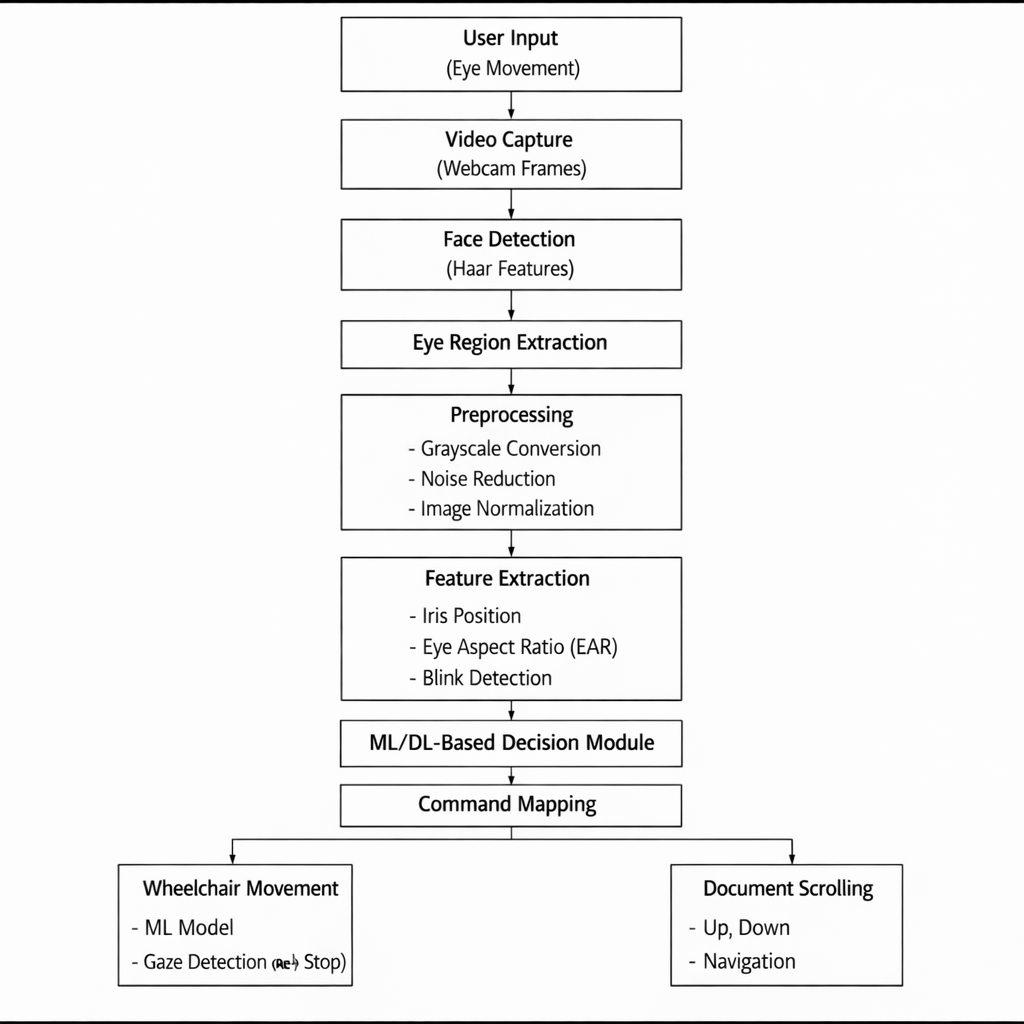 User Input
(Eye Movement)
Video Capture
(Webcam Frames)
Face Detection
(Haar Features)
Eye Region Extraction
Preprocessing
- Grayscale Conversion
- Noise Reduction
- Image Normalization
Feature Extraction
- Iris Position
- Eye Aspect Ratio (EAR)
- Blink Detection
ML/DL-Based Decision Module
Command Mapping
Wheelchair Movement
- ML Model
- Gaze Detection Stop)
Document Scrolling
- Up, Down
- Navigation